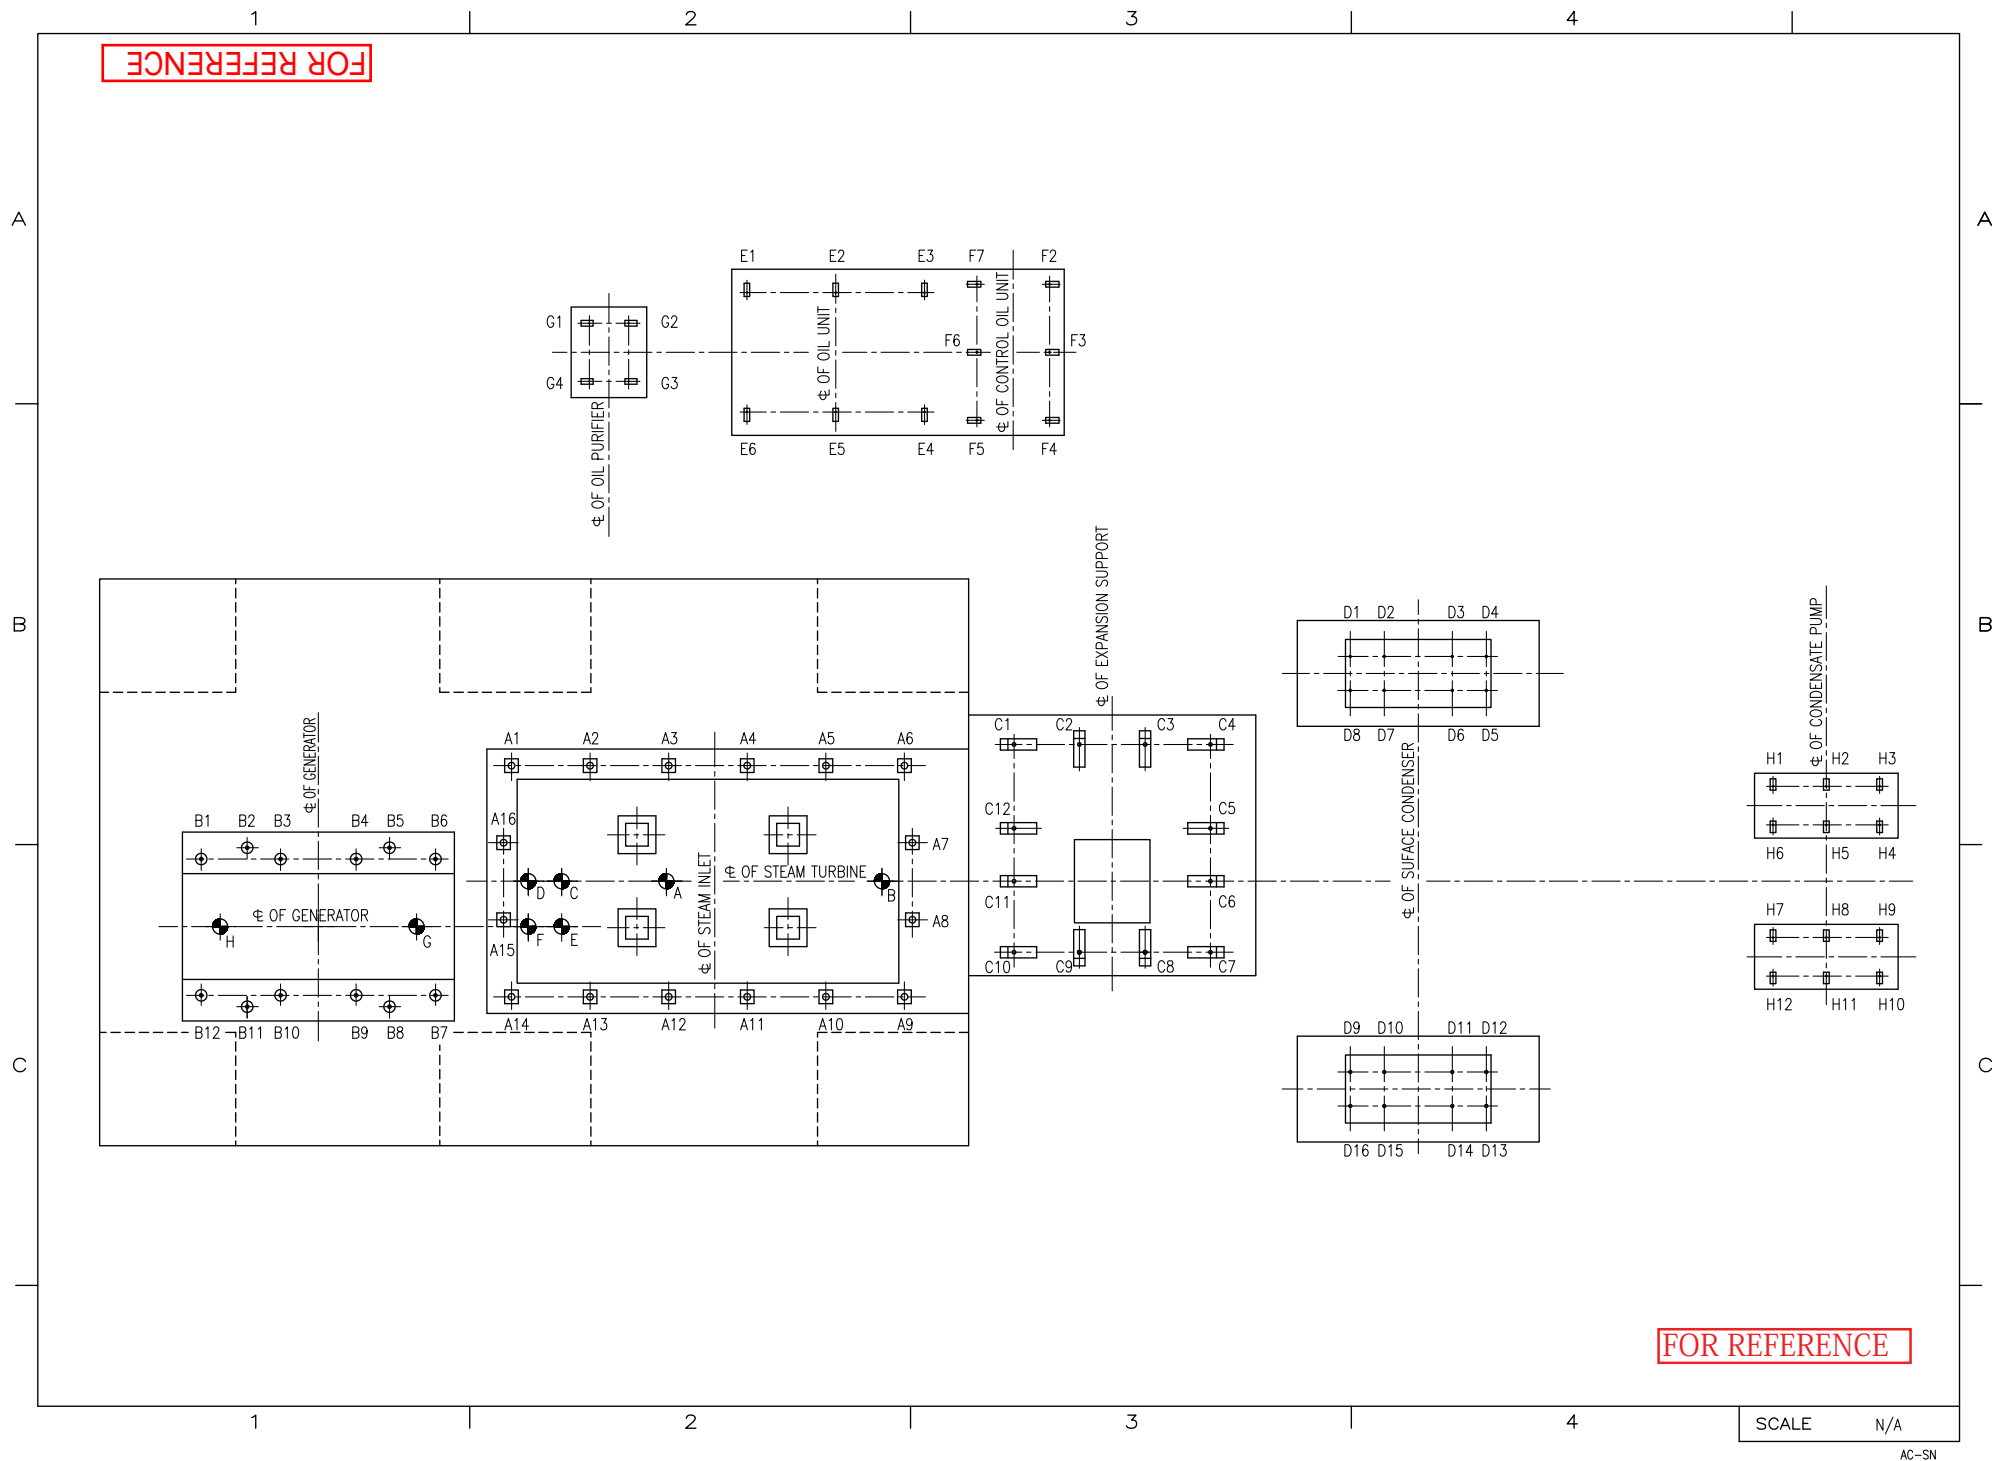 1 2 3 4
FOR REFERENCE
A A
E1 E2 E3 F7 F2
G1 G2
F6 F3
G4 G3
℄ OF OIL UNIT
℄ OF CONTROL OIL UNIT
E6 E5 E4 F5 F4
℄ OF OIL PURIFIER
℄ OF EXPANSION SUPPORT
B B
D1 D2 D3 D4
D8 D7 D6 D5
℄ OF CONDENSATE PUMP
℄ OF GENERATOR
C1 C2 C3 C4
A1 A2 A3 A4 A5 A6
H1 H2 H3
℄ OF SUFACE CONDENSER
C12 C5
B1 B2 B3 B4 B5 B6
A16 A7
H6 H5 H4
℄ OF STEAM INLET
℄ OF STEAM TURBINE
D C A B
C11 C6
℄ OF GENERATOR
H7 H8 H9
A8
H G F E
A15
C10 C9 C8 C7
H12 H11 H10
A14 A13 A12 A11 A10 A9
B12 B11 B10 B9 B8 B7
D9 D10 D11 D12
C C
D16 D15 D14 D13
FOR REFERENCE
1 2 3 4
SCALE N/A
AC-SN